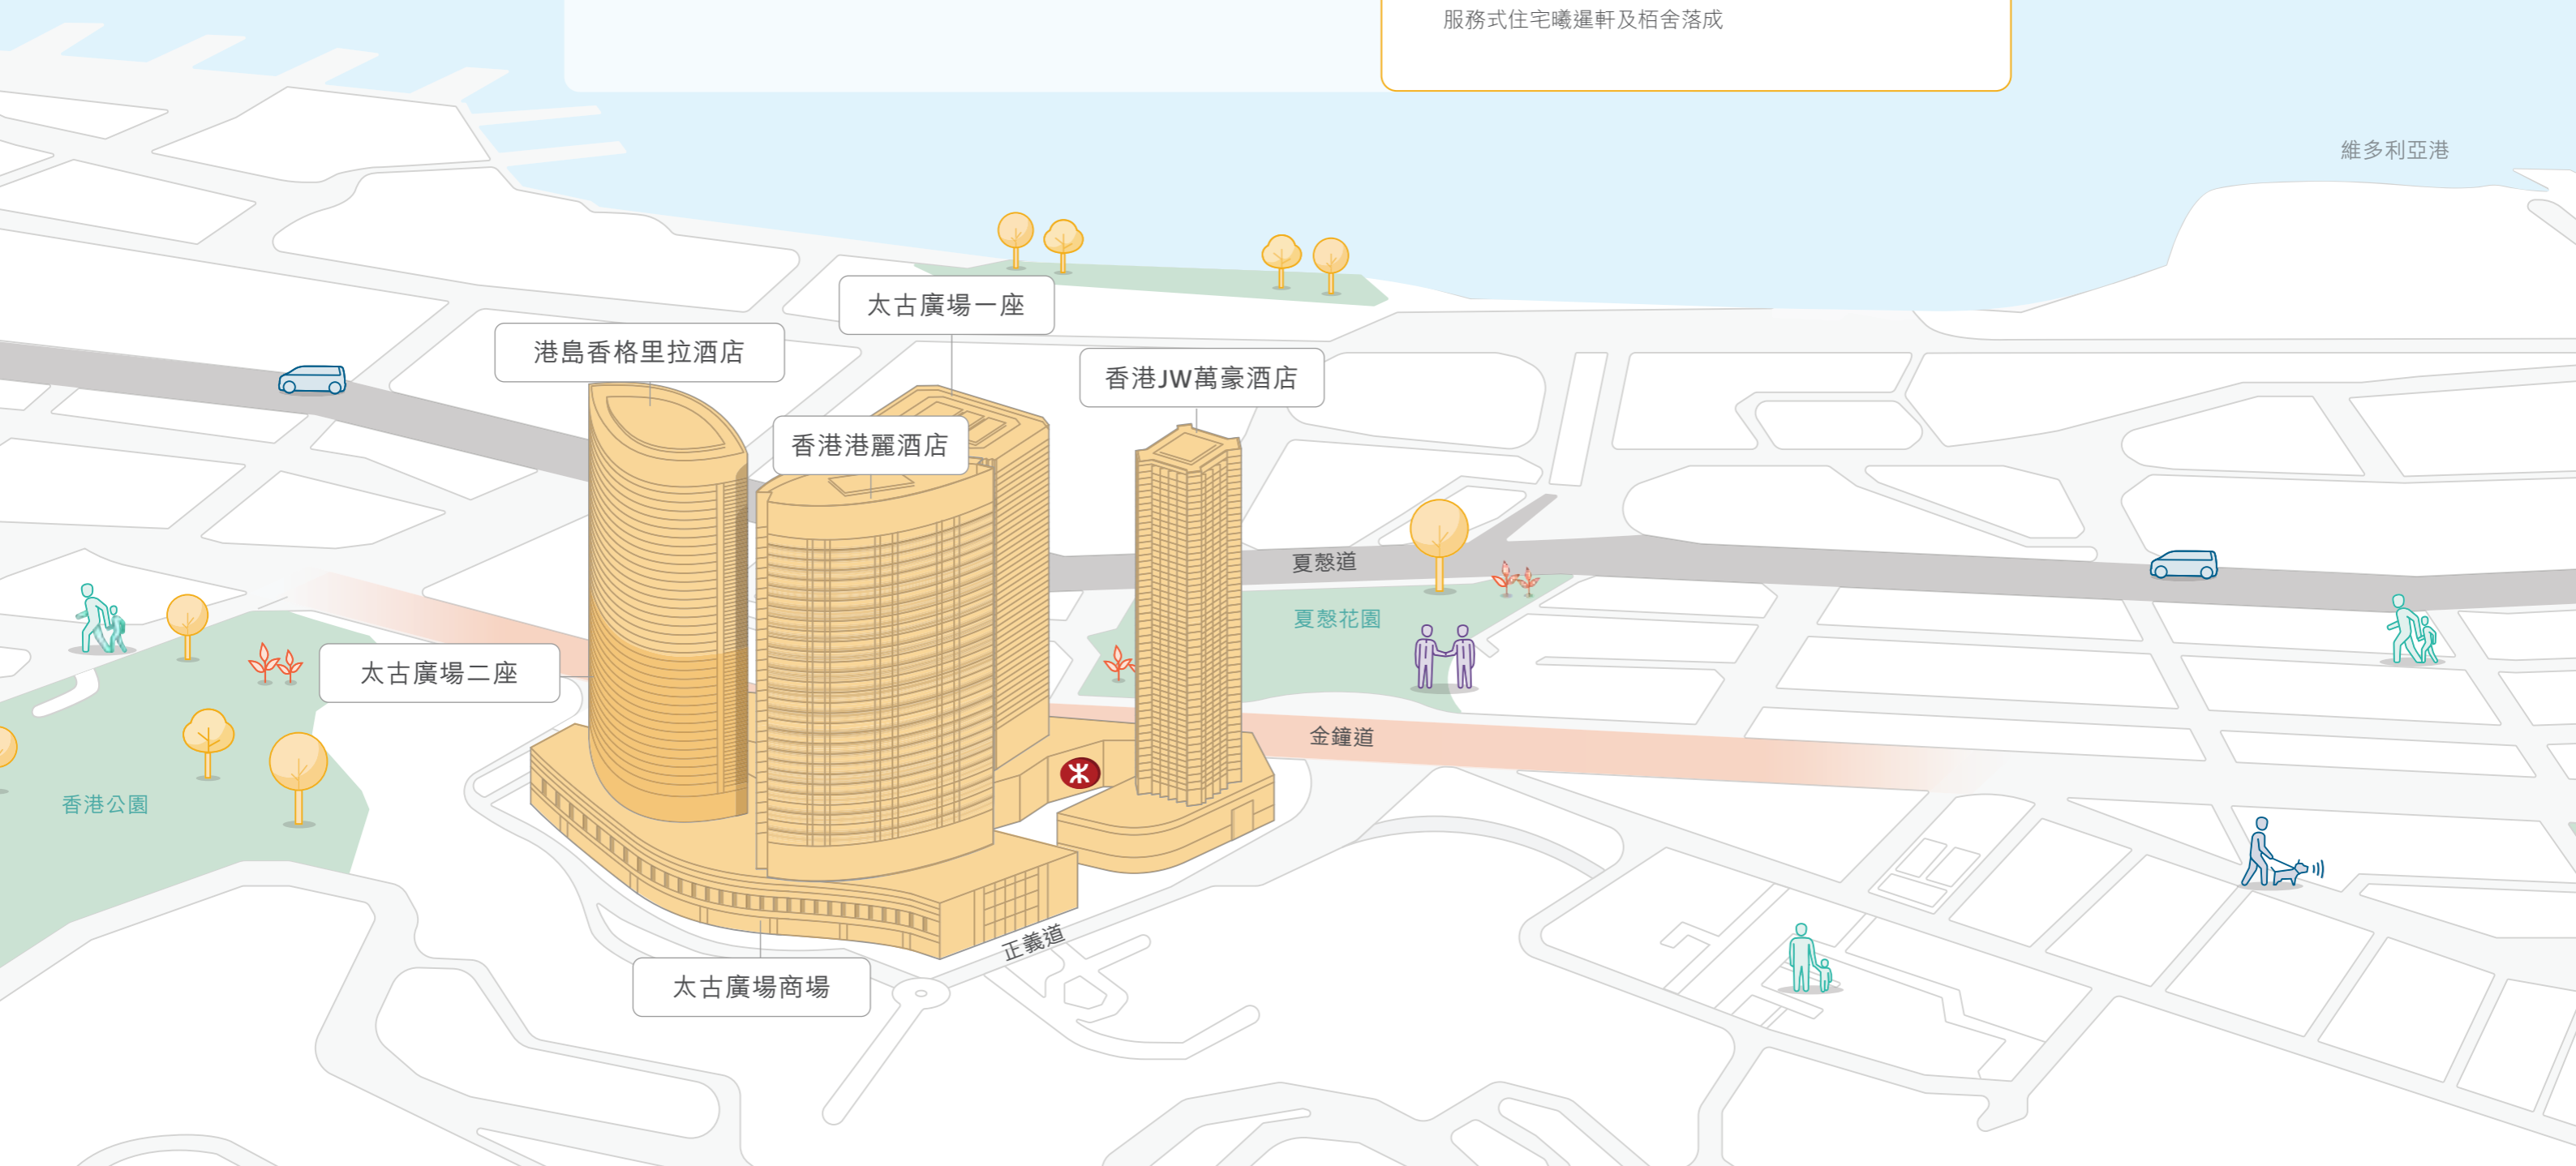 服務式住宅曦暹軒及栢舍落成
維多利亞港
太古廣場一座
港島香格里拉酒店
香港JW萬豪酒店
香港港麗酒店
夏慤道
夏慤花園
太古廣場二座
金鐘道
香港公園
正義道
太古廣場商場